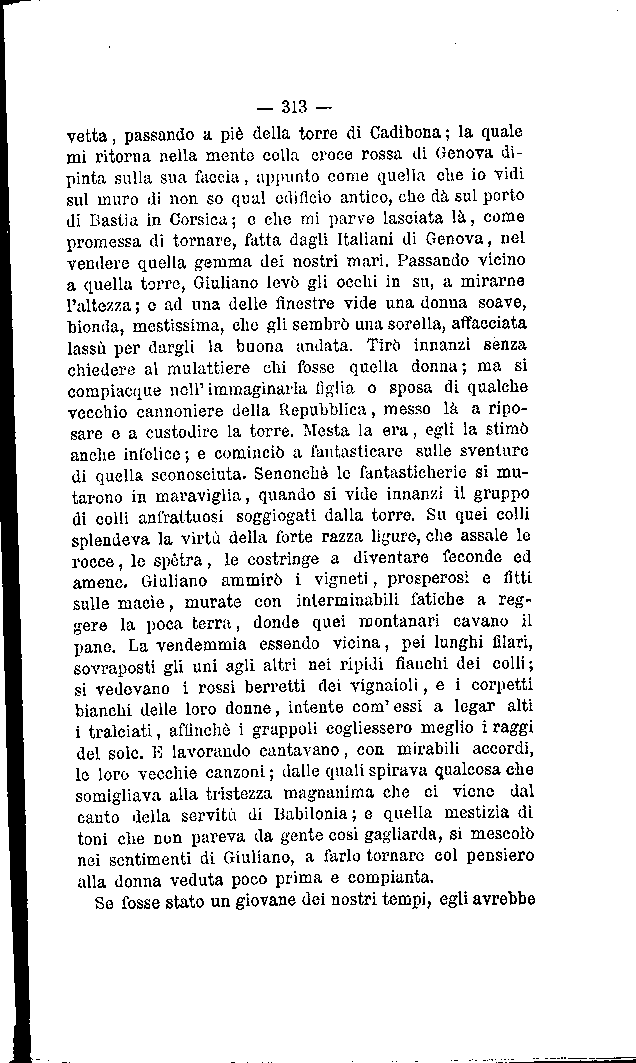 — 313 —
vetta, passando a piè della torre di Cadibona; la quale
mi ritorna nella mente colla croce rossa di Genova di-
pinta sulla sua faccia, appunto come quella che io vidi
sul muro di non so qual edificio antico, che dà sul porto
di Bastia in Corsica; e che mi parve lasciata là, come
promessa di tornare, fatta dagli Italiani di Genova, nel
vendere quella gemma dei nostri mari. Passando vicino
a quella torre, Giuliano levò gli occhi in su, a mirarne
l'altezza; e ad una delle finestre vide una donna soave,
bionda, mestissima, che gli sembrò una sorella, affacciata
lassù per dargli la buona andata. Tirò innanzi senza
chiedere al mulattiere chi fosse quella donna; ma si
compiacque nell' immaginarla figlia o sposa di qualche
vecchio cannoniere della Repubblica, messo là a ripo-
sare e a custodire la torre. Mesta la era, egli la stimò
anche infelice; e cominciò a fantasticare sulle sventure
di quella sconosciuta. Senonchè le fantasticherie si mu-
tarono in maraviglia, quando si vide innanzi il gruppo
di colli anfrattuosi soggiogati dalla torre. Su quei colli
splendeva la virtù della forte razza ligure, che assale le
rocce, le spètra, le costringe a diventare feconde ed
amene. Giuliano ammirò i vigneti, prosperosi e fitti
sulle macìe, murate con interminabili fatiche a reg-
gere la poca terra, donde quei montanari cavano il
pane. La vendemmia essendo vicina, pei lunghi filari,
sovraposti gli uni agli altri nei ripidi fianchi dei colli;
si vedevano i rossi berretti dei vignaioli, e i corpetti
bianchi delle loro donne, intente com' essi a legar alti
i tralciati, affinchè i grappoli cogliessero meglio i raggi
del sole. E lavorando cantavano, con mirabili accordi,
le loro vecchie canzoni; dalle quali spirava qualcosa che
somigliava alla tristezza magnanima che ci viene dal
canto della servitù di Babilonia; e quella mestizia di
toni che non pareva da gente così gagliarda, si mescolò
nei sentimenti di Giuliano, a farlo tornare col pensiero
alla donna veduta poco prima e compianta.
Se fosse stato un giovane dei nostri tempi, egli avrebbe